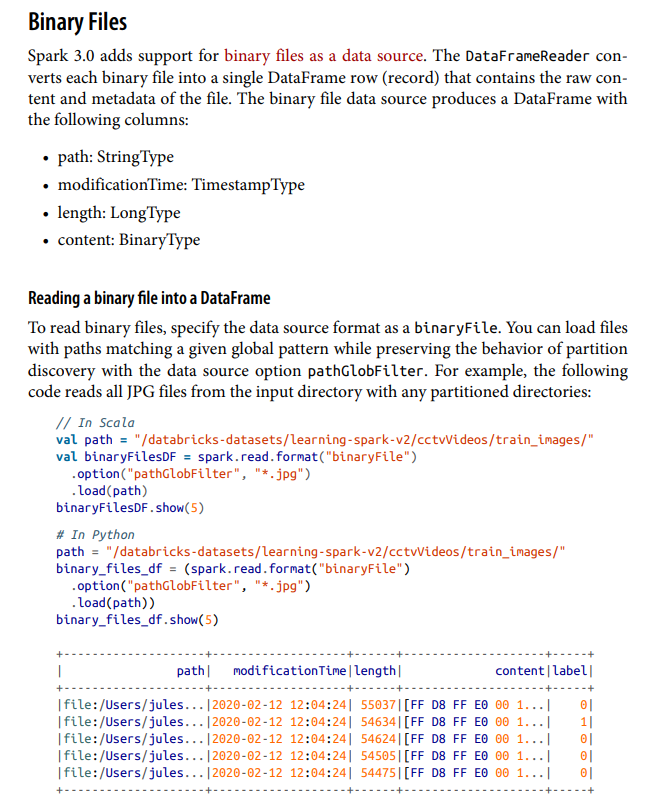 Binary Files
Spark 3.0 adds support for binary files as a data source. The DataFrameReader con-
verts each binary file into a single DataFrame row (record) that contains the raw con-
tent and metadata of the file. The binary file data source produces a DataFrame with
the following columns:
• path: StringType
• modificationTime: TimestampType
• length: LongType
• content: BinaryType
Reading a binary file into a DataFrame
To read binary files, specify the data source format as a binaryFile. You can load files
with paths matching a given global pattern while preserving the behavior of partition
discovery with the data source option pathGlobFilter. For example, the following
code reads all JPG files from the input directory with any partitioned directories:
// In Scala
val path = "/databricks-datasets/learning-spark-v2/cctvVideos/train_images/"
val binaryFilesDF = spark.read.format("binaryFile")
  .option("pathGlobFilter", "*.jpg")
  .load(path)
binaryFilesDF.show(5)
# In Python
path = "/databricks-datasets/learning-spark-v2/cctvVideos/train_images/"
binary_files_df = (spark.read.format("binaryFile")
  .option("pathGlobFilter", "*.jpg")
  .load(path))
binary_files_df.show(5)
+--------------------+-------------------+------+--------------------+-----+
|                path|   modificationTime|length|             content|label|
+--------------------+-------------------+------+--------------------+-----+
|file:/Users/jules...|2020-02-12 12:04:24| 55037|[FF D8 FF E0 00 1...|    0|
|file:/Users/jules...|2020-02-12 12:04:24| 54634|[FF D8 FF E0 00 1...|    1|
|file:/Users/jules...|2020-02-12 12:04:24| 54624|[FF D8 FF E0 00 1...|    0|
|file:/Users/jules...|2020-02-12 12:04:24| 54505|[FF D8 FF E0 00 1...|    0|
|file:/Users/jules...|2020-02-12 12:04:24| 54475|[FF D8 FF E0 00 1...|    0|
+--------------------+-------------------+------+--------------------+-----+